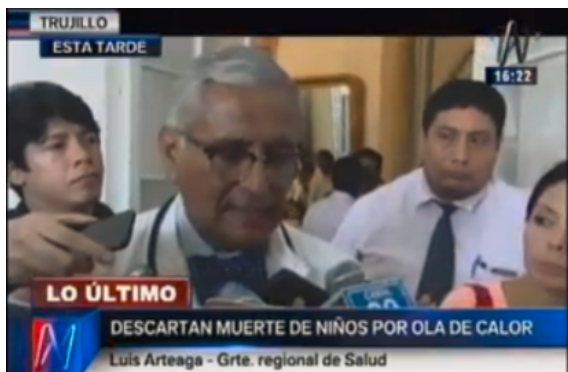 TRUJILLO
ESTA TARDE
N
16:22
LO ÚLTIMO
DESCARTAN MUERTE DE NIÑOS POR OLA DE CALOR
Luis Arteaga - Grte. regional de Salud